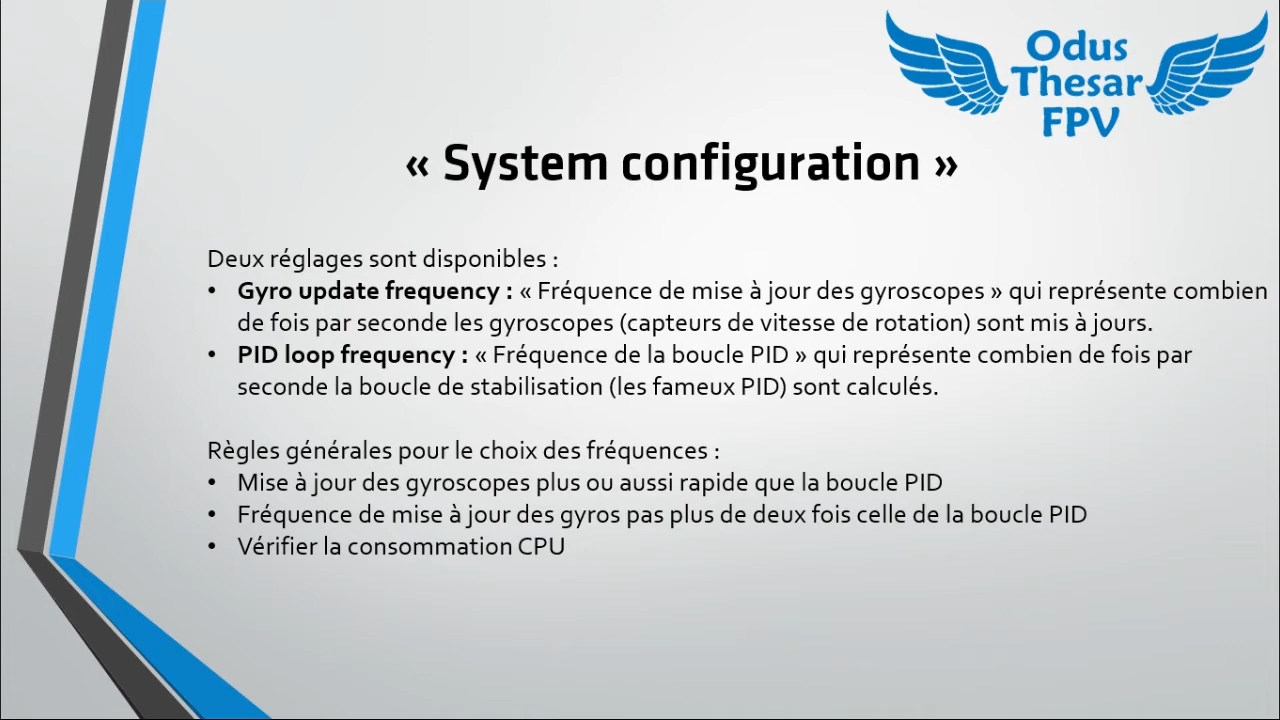 Odus
Thesar
FPV
« System configuration »
Deux réglages sont disponibles :
• Gyro update frequency : « Fréquence de mise à jour des gyroscopes » qui représente combien
de fois par seconde les gyroscopes (capteurs de vitesse de rotation) sont mis à jours.
• PID loop frequency : « Fréquence de la boucle PID » qui représente combien de fois par
seconde la boucle de stabilisation (les fameux PID) sont calculés.
Règles générales pour le choix des fréquences :
• Mise à jour des gyroscopes plus ou aussi rapide que la boucle PID
• Fréquence de mise à jour des gyros pas plus de deux fois celle de la boucle PID
• Vérifier la consommation CPU